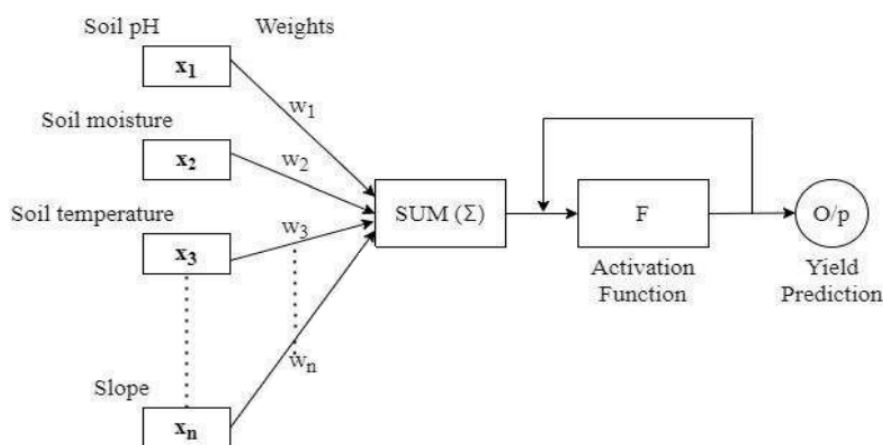 Soil pH
Weights
x1
w1
Soil moisture
x2
w2
Soil temperature
x3
w3
SUM (Σ)
F
O/p
Activation
Function
Yield
Prediction
wn
Slope
xn